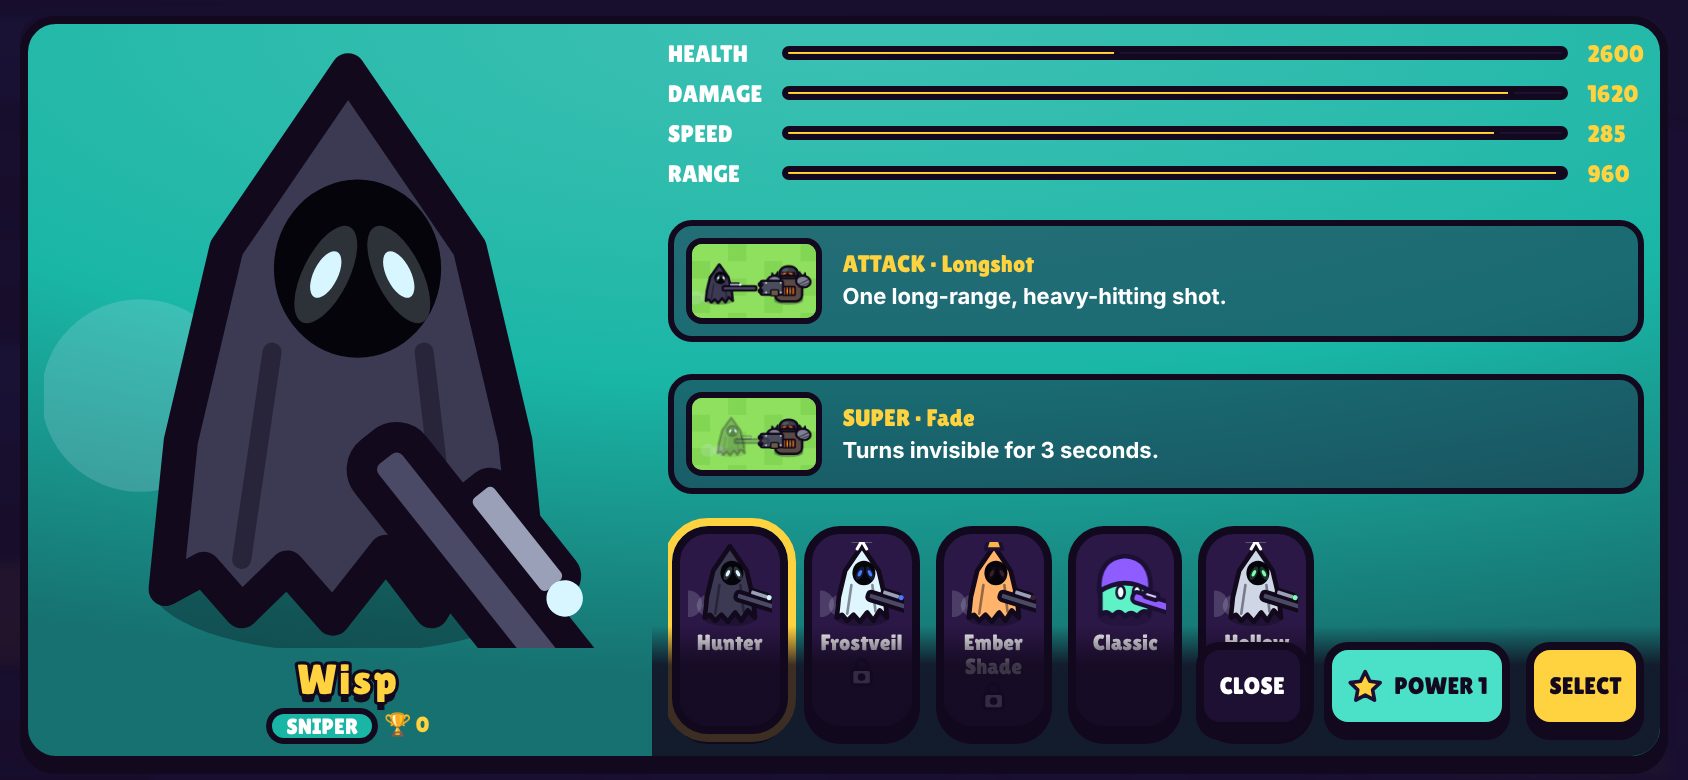 HEALTH 2600
DAMAGE 1620
SPEED 285
RANGE 960
ATTACK · Longshot
One long-range, heavy-hitting shot.
SUPER · Fade
Turns invisible for 3 seconds.
Hunter
Frostveil
Ember
Shade
Classic
Hollow
Wisp
SNIPER
0
CLOSE
POWER 1
SELECT